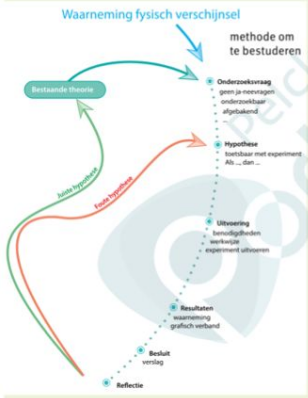 Waarneming fysisch verschijnsel
methode om
te bestuderen
Bestaande theorie
Onderzoeksvraag
geen ja-neevragen
onderzoekbaar
afgebakend
...
Hypothese
toetsbaar met experiment
Als ..., dan ...
Juiste hypothese
Foute hypothese
Uitvoering
benodigdheden
werkwijze
experiment uitvoeren
Resultaten
waarneming
grafisch verband
Besluit
verslag
Reflectie